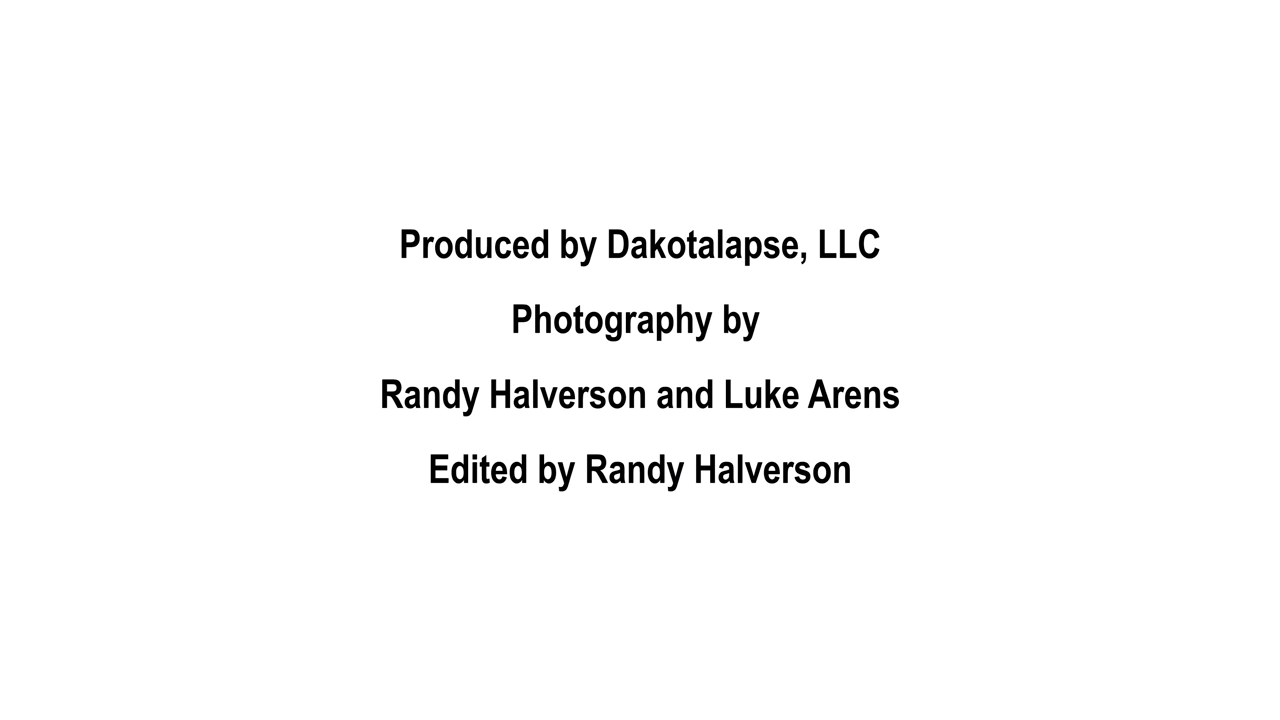 Produced by Dakotalapse, LLC
Photography by
Randy Halverson and Luke Arens
Edited by Randy Halverson